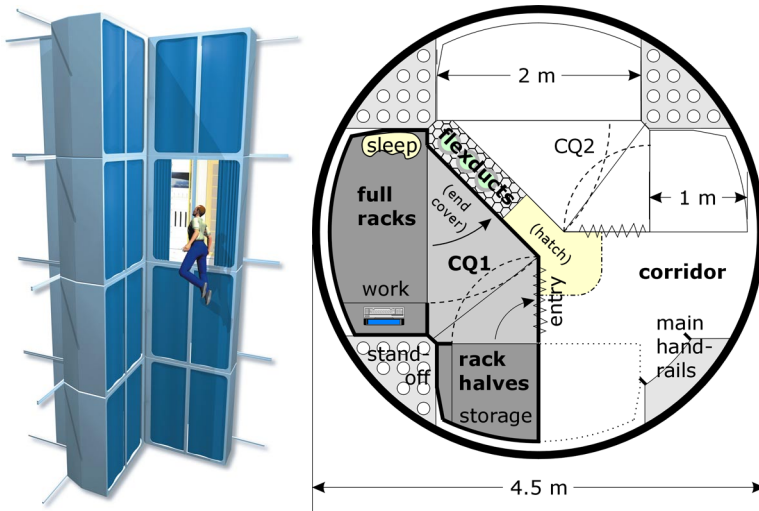 2 m
CQ2
sleep
flexducts
1 m
full
racks
(end
cover)
(hatch)
CQ1
corridor
work
entry
main
hand-
rails
stand-
off
rack
halves
storage
4.5 m